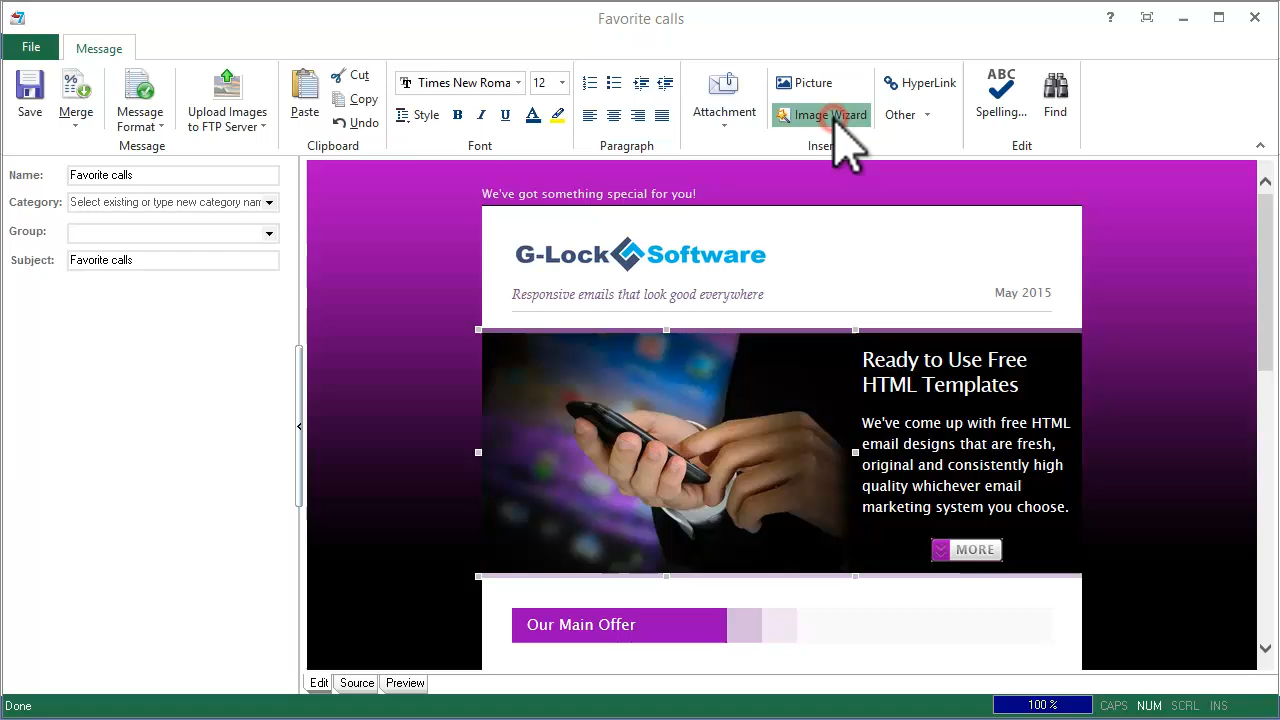 Favorite calls
File
Message
Save
Merge
Message Format
Upload Images to FTP Server
Message
Paste
Cut
Copy
Undo
Clipboard
Times New Roma
12
Style
B I U A
Font
Paragraph
Attachment
Picture
Image Wizard
HyperLink
Other
Inser
ABC
Spelling...
Find
Edit
Name: Favorite calls
Category: Select existing or type new category nam
Group:
Subject: Favorite calls
We've got something special for you!
G-Lock Software
Responsive emails that look good everywhere
May 2015
Ready to Use Free
HTML Templates
We've come up with free HTML
email designs that are fresh,
original and consistently high
quality whichever email
marketing system you choose.
MORE
Our Main Offer
Edit Source Preview
Done
100 % CAPS NUM SCRL INS